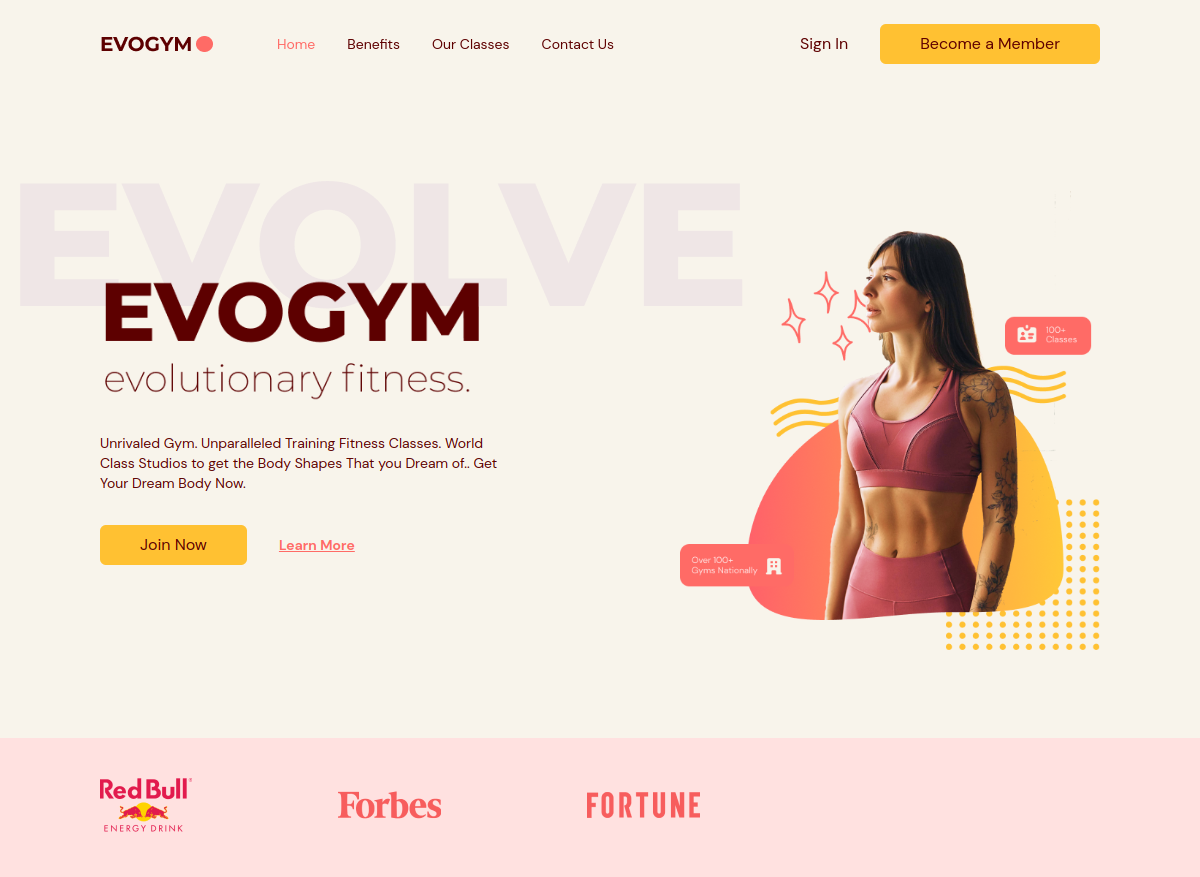 EVOGYM
Home
Benefits
Our Classes
Contact Us
Sign In
Become a Member
EVOLVE
EVOGYM
evolutionary fitness.
Unrivaled Gym. Unparalleled Training Fitness Classes. World
Class Studios to get the Body Shapes That you Dream of.. Get
Your Dream Body Now.
Join Now
Learn More
100+
Classes
Over 100+
Gyms Nationally
Red Bull
ENERGY DRINK
Forbes
FORTUNE